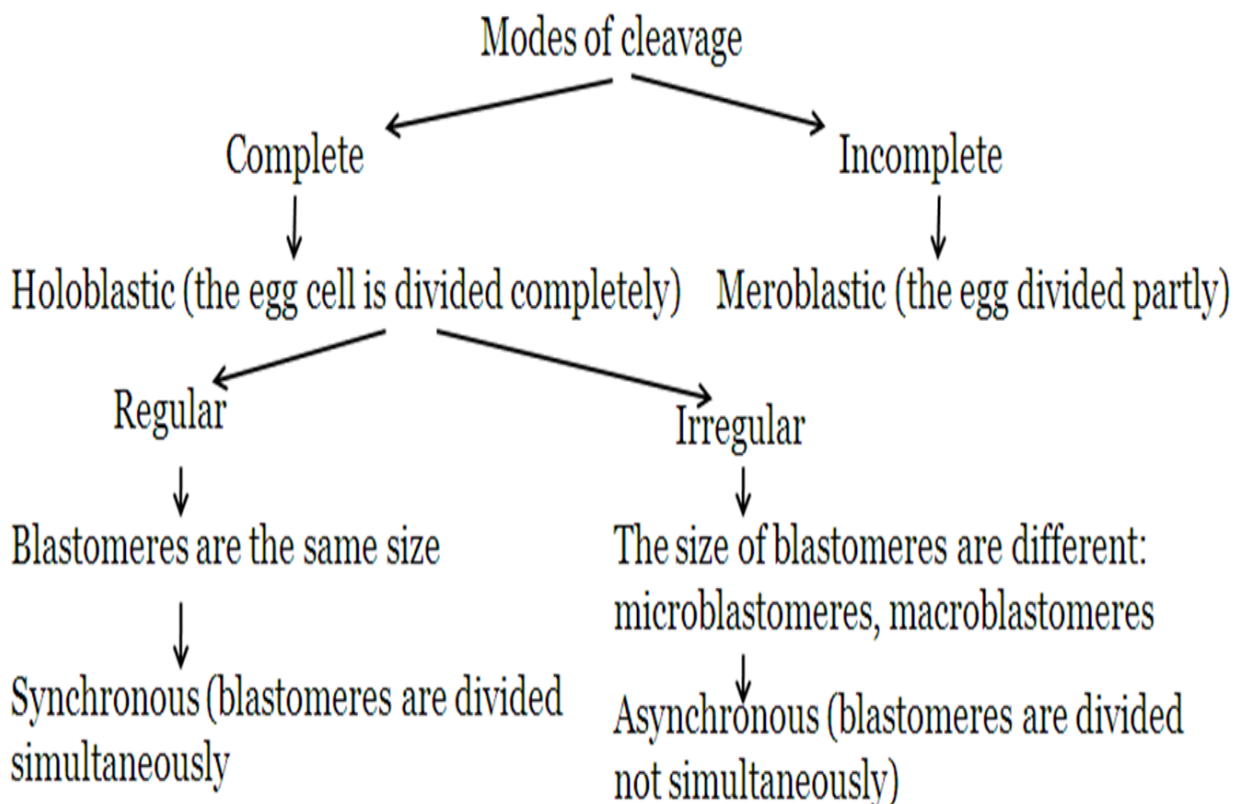 Modes of cleavage
Complete
Incomplete
Holoblastic (the egg cell is divided completely)
Meroblastic (the egg divided partly)
Regular
Irregular
Blastomeres are the same size
The size of blastomeres are different:
microblastomeres, macroblastomeres
Synchronous (blastomeres are divided
simultaneously
Asynchronous (blastomeres are divided
not simultaneously)